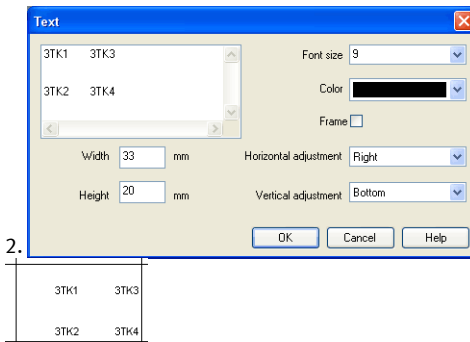 Text
3TK1 3TK3
3TK2 3TK4
Font size 9
Color
Frame
Width 33 mm
Horizontal adjustment Right
Height 20 mm
Vertical adjustment Bottom
OK Cancel Help
2.
3TK1 3TK3
3TK2 3TK4